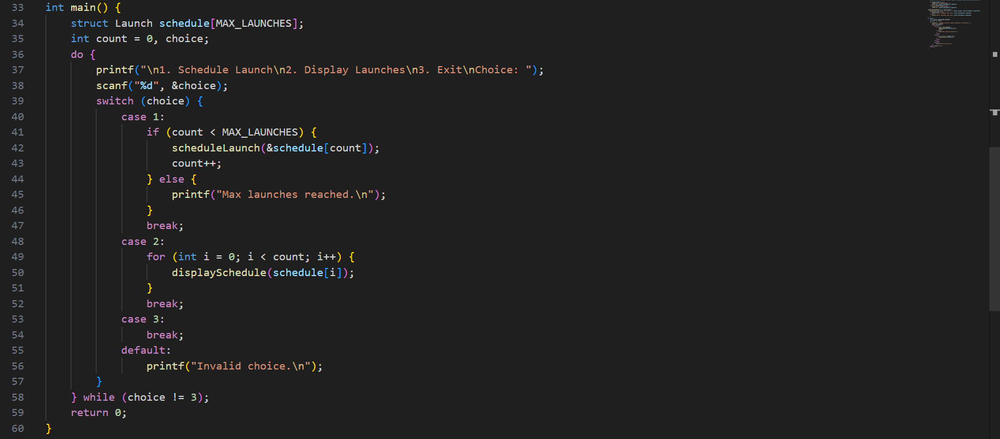 33 int main() {
34     struct Launch schedule[MAX_LAUNCHES];
35     int count = 0, choice;
36     do {
37         printf("\n1. Schedule Launch\n2. Display Launches\n3. Exit\nChoice: ");
38         scanf("%d", &choice);
39         switch (choice) {
40             case 1:
41                 if (count < MAX_LAUNCHES) {
42                     scheduleLaunch(&schedule[count]);
43                     count++;
44                 } else {
45                     printf("Max launches reached.\n");
46                 }
47                 break;
48             case 2:
49                 for (int i = 0; i < count; i++) {
50                     displaySchedule(schedule[i]);
51                 }
52                 break;
53             case 3:
54                 break;
55             default:
56                 printf("Invalid choice.\n");
57         }
58     } while (choice != 3);
59     return 0;
60 }